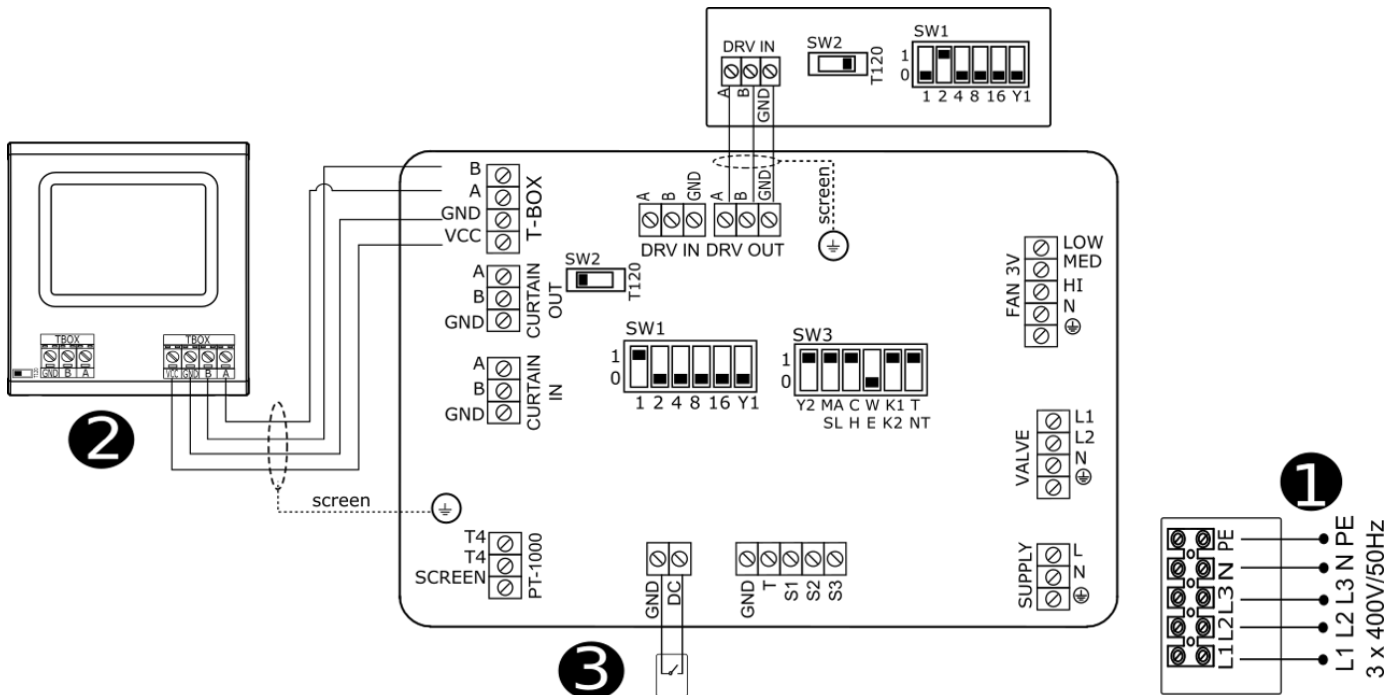 DRV IN
A
B
GND
SW2
T120
SW1
1
0
1 2 4 8 16 Y1
B
A
GND
VCC
T-BOX
A
B
GND
CURTAIN
OUT
A
B
GND
CURTAIN
IN
SW2
T120
A
B
GND
DRV IN
A
B
GND
DRV OUT
screen
SW1
1
0
1 2 4 8 16 Y1
SW3
1
0
Y2 MA C W K1 T
SL H E K2 NT
FAN 3V
LOW
MED
HI
N
VALVE
L1
L2
N
SUPPLY
L
N
T4
T4
SCREEN
PT-1000
GND
DC
GND
T
S1
S2
S3
TBOX
GND B A
TBOX
VCC GND B A
screen
2
3
1
PE
N
L3
L2
L1
L1 L2 L3 N PE
3 x 400V/50Hz